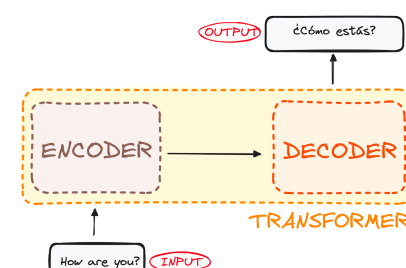 OUTPUT
¿Cómo estás?
ENCODER
DECODER
TRANSFORMER
How are you?
INPUT